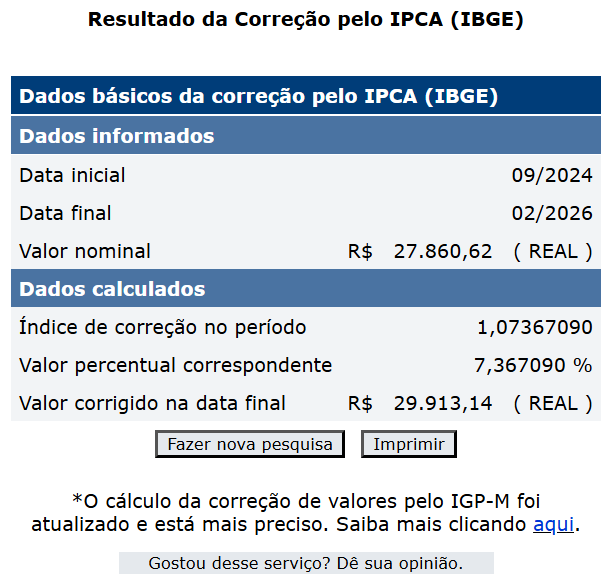 Resultado da Correção pelo IPCA (IBGE)
Dados básicos da correção pelo IPCA (IBGE)
Dados informados
Data inicial 09/2024
Data final 02/2026
Valor nominal R$ 27.860,62 ( REAL )
Dados calculados
Índice de correção no período 1,07367090
Valor percentual correspondente 7,367090 %
Valor corrigido na data final R$ 29.913,14 ( REAL )
Fazer nova pesquisa Imprimir
*O cálculo da correção de valores pelo IGP-M foi
atualizado e está mais preciso. Saiba mais clicando aqui.
Gostou desse serviço? Dê sua opinião.